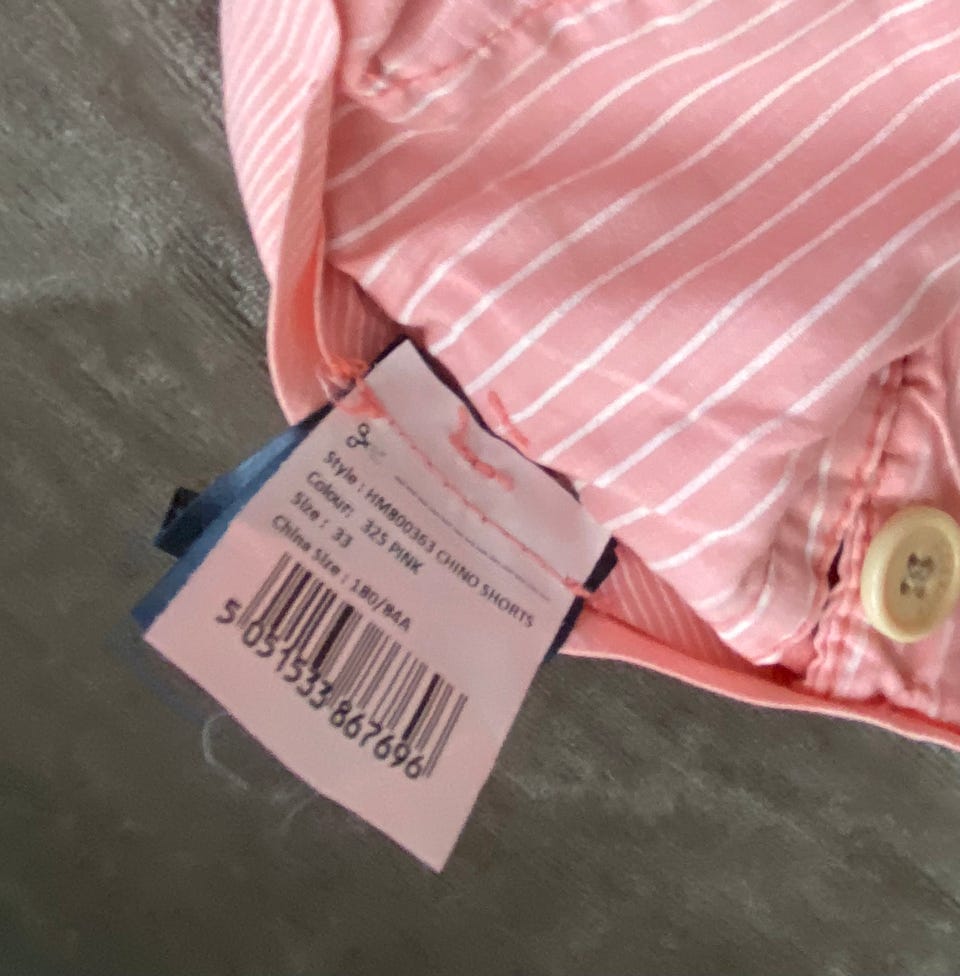 Style : HM800363 CHINO SHORTS
Colour: 325 PINK
Size : 33
China Size : 180/84A
5 051533 867696